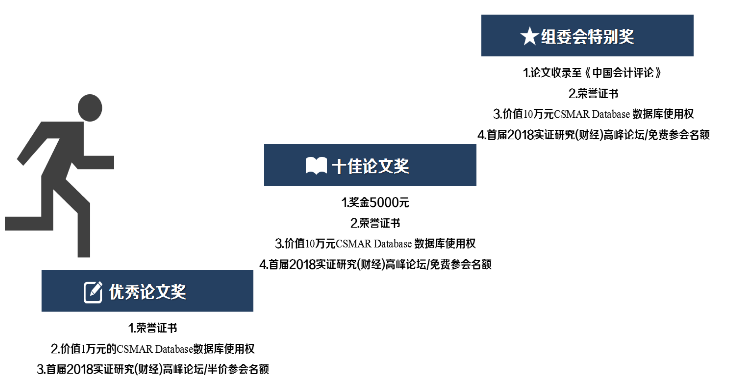 组委会特别奖
1.论文收录至《中国会计评论》
2.荣誉证书
3.价值10万元CSMAR Database 数据库使用权
4.首届2018实证研究(财经)高峰论坛/免费参会名额
十佳论文奖
1.奖金5000元
2.荣誉证书
3.价值10万元CSMAR Database 数据库使用权
4.首届2018实证研究(财经)高峰论坛/免费参会名额
优秀论文奖
1.荣誉证书
2.价值1万元的CSMAR Database数据库使用权
3.首届2018实证研究(财经)高峰论坛/半价参会名额